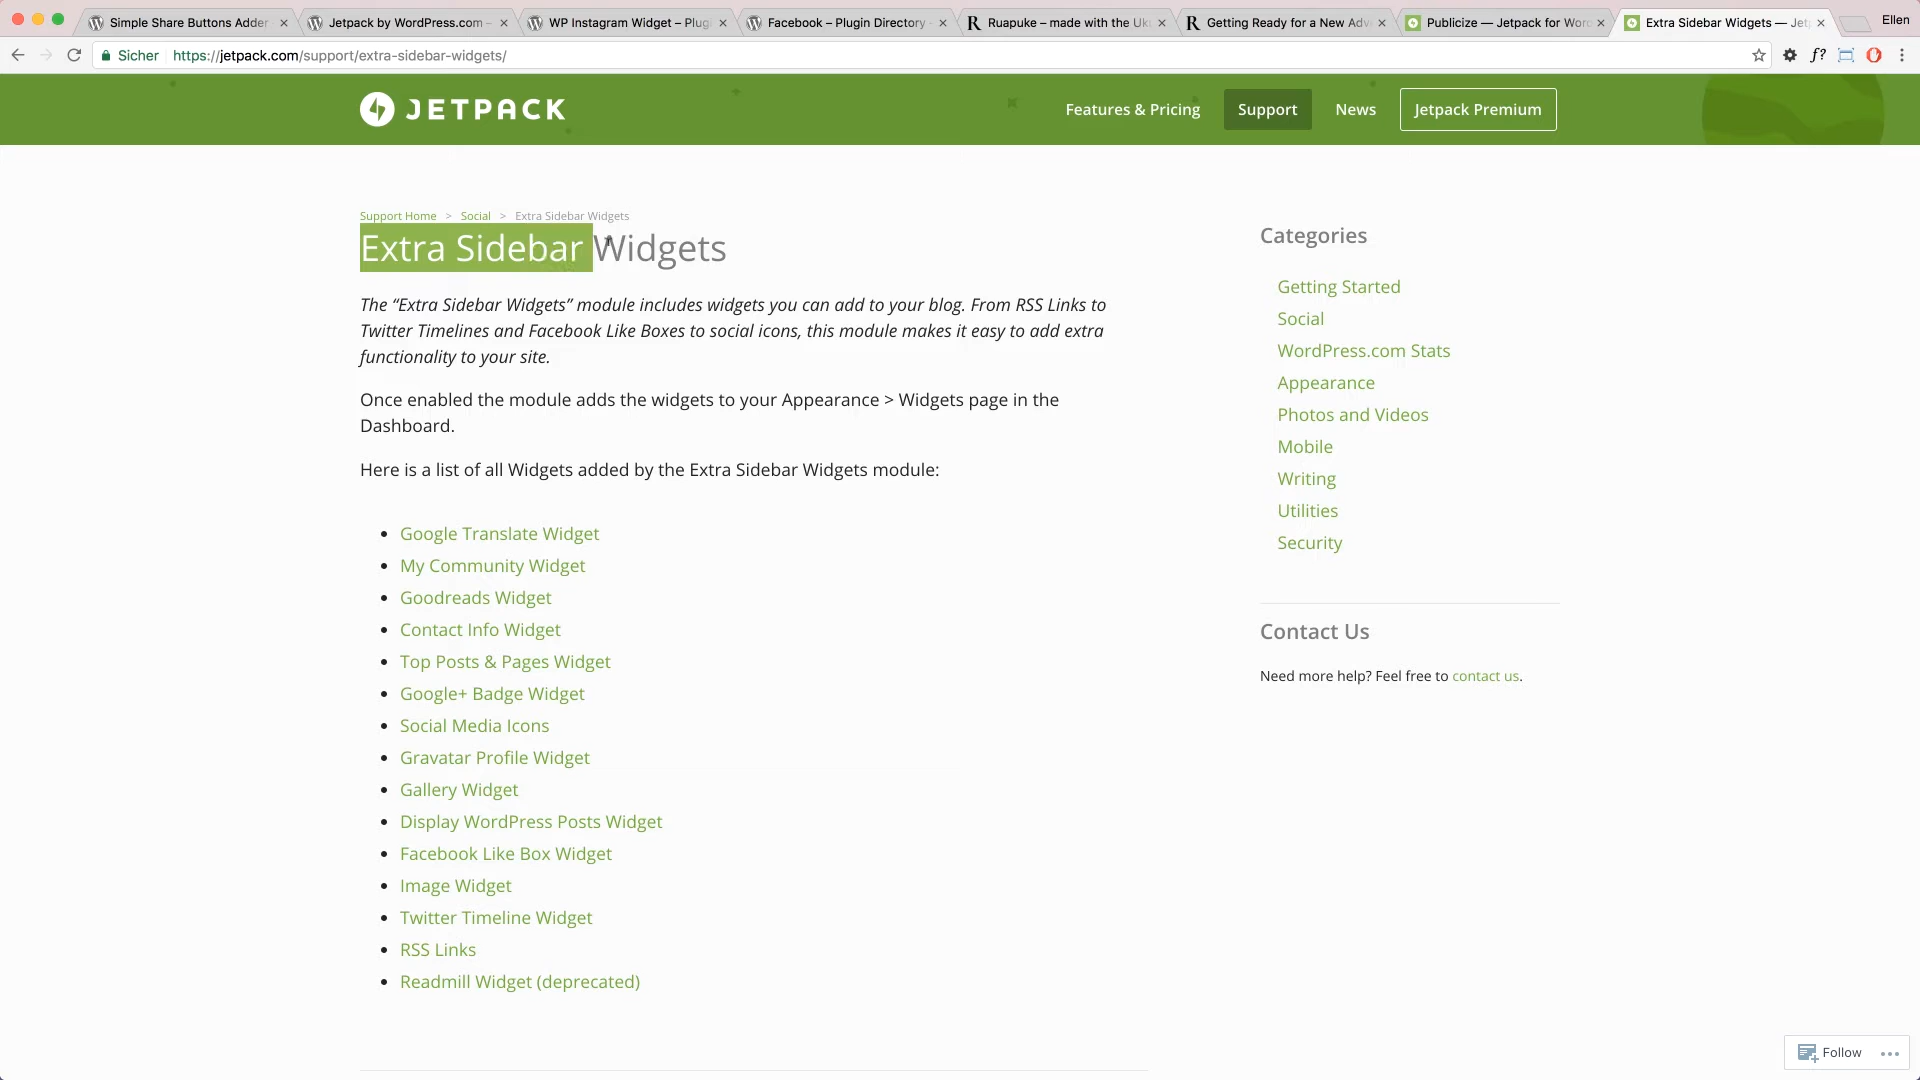 Simple Share Buttons Adder
Jetpack by WordPress.com –
WP Instagram Widget – Plug
Facebook – Plugin Directory
Ruapuke – made with the Uk
Getting Ready for a New Adv
Publicize — Jetpack for Wor
Extra Sidebar Widgets — Jet
Ellen
Sicher
https://jetpack.com/support/extra-sidebar-widgets/
f?
JETPACK
Features & Pricing
Support
News
Jetpack Premium
Support Home > Social > Extra Sidebar Widgets
Extra Sidebar Widgets
The “Extra Sidebar Widgets” module includes widgets you can add to your blog. From RSS Links to
Twitter Timelines and Facebook Like Boxes to social icons, this module makes it easy to add extra
functionality to your site.
Once enabled the module adds the widgets to your Appearance > Widgets page in the
Dashboard.
Here is a list of all Widgets added by the Extra Sidebar Widgets module:
Google Translate Widget
My Community Widget
Goodreads Widget
Contact Info Widget
Top Posts & Pages Widget
Google+ Badge Widget
Social Media Icons
Gravatar Profile Widget
Gallery Widget
Display WordPress Posts Widget
Facebook Like Box Widget
Image Widget
Twitter Timeline Widget
RSS Links
Readmill Widget (deprecated)
Categories
Getting Started
Social
WordPress.com Stats
Appearance
Photos and Videos
Mobile
Writing
Utilities
Security
Contact Us
Need more help? Feel free to contact us.
Follow